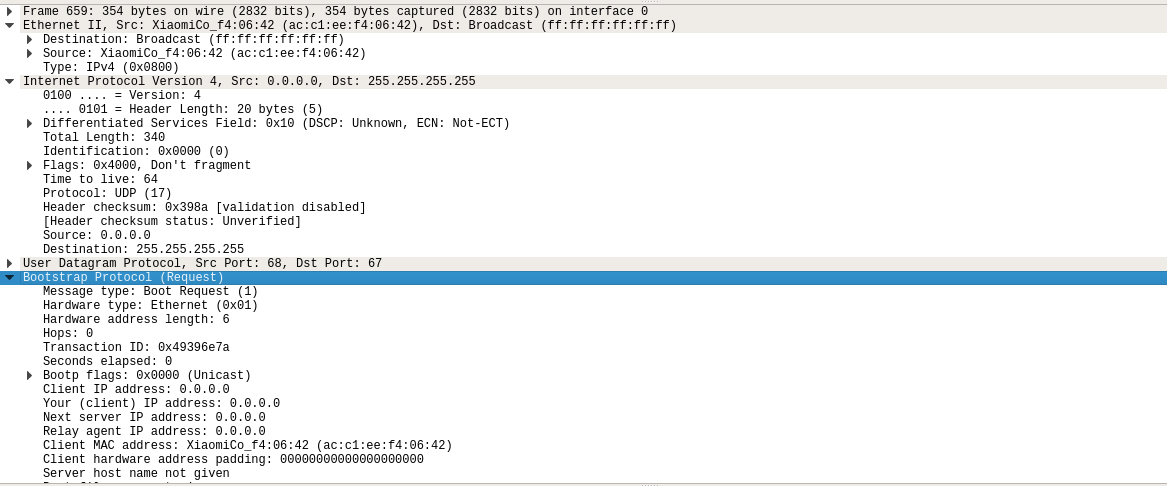 Frame 659: 354 bytes on wire (2832 bits), 354 bytes captured (2832 bits) on interface 0
Ethernet II, Src: XiaomiCo_f4:06:42 (ac:c1:ee:f4:06:42), Dst: Broadcast (ff:ff:ff:ff:ff:ff)
Destination: Broadcast (ff:ff:ff:ff:ff:ff)
Source: XiaomiCo_f4:06:42 (ac:c1:ee:f4:06:42)
Type: IPv4 (0x0800)
Internet Protocol Version 4, Src: 0.0.0.0, Dst: 255.255.255.255
0100 .... = Version: 4
.... 0101 = Header Length: 20 bytes (5)
Differentiated Services Field: 0x10 (DSCP: Unknown, ECN: Not-ECT)
Total Length: 340
Identification: 0x0000 (0)
Flags: 0x4000, Don't fragment
Time to live: 64
Protocol: UDP (17)
Header checksum: 0x398a [validation disabled]
[Header checksum status: Unverified]
Source: 0.0.0.0
Destination: 255.255.255.255
User Datagram Protocol, Src Port: 68, Dst Port: 67
Bootstrap Protocol (Request)
Message type: Boot Request (1)
Hardware type: Ethernet (0x01)
Hardware address length: 6
Hops: 0
Transaction ID: 0x49396e7a
Seconds elapsed: 0
Bootp flags: 0x0000 (Unicast)
Client IP address: 0.0.0.0
Your (client) IP address: 0.0.0.0
Next server IP address: 0.0.0.0
Relay agent IP address: 0.0.0.0
Client MAC address: XiaomiCo_f4:06:42 (ac:c1:ee:f4:06:42)
Client hardware address padding: 00000000000000000000
Server host name not given